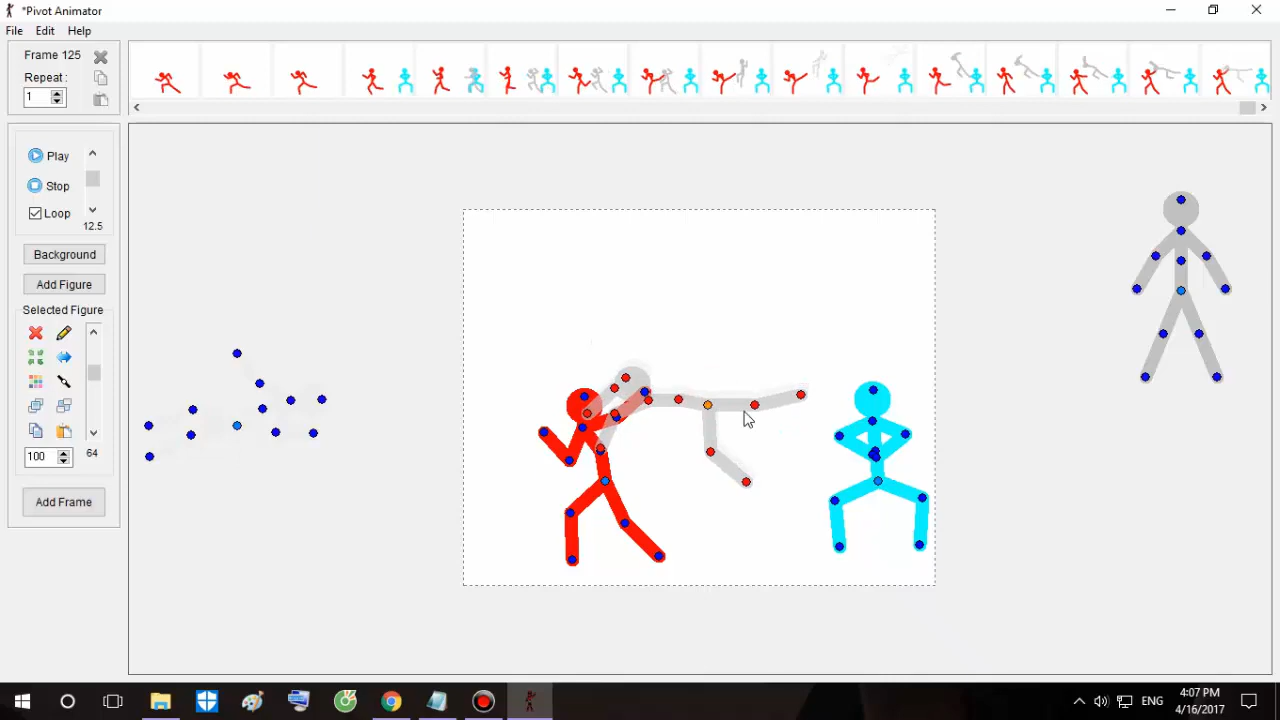 *Pivot Animator
File Edit Help
Frame 125
Repeat :
1
Play
Stop
Loop
12.5
Background
Add Figure
Selected Figure
100
64
Add Frame
ENG
4:07 PM
4/16/2017